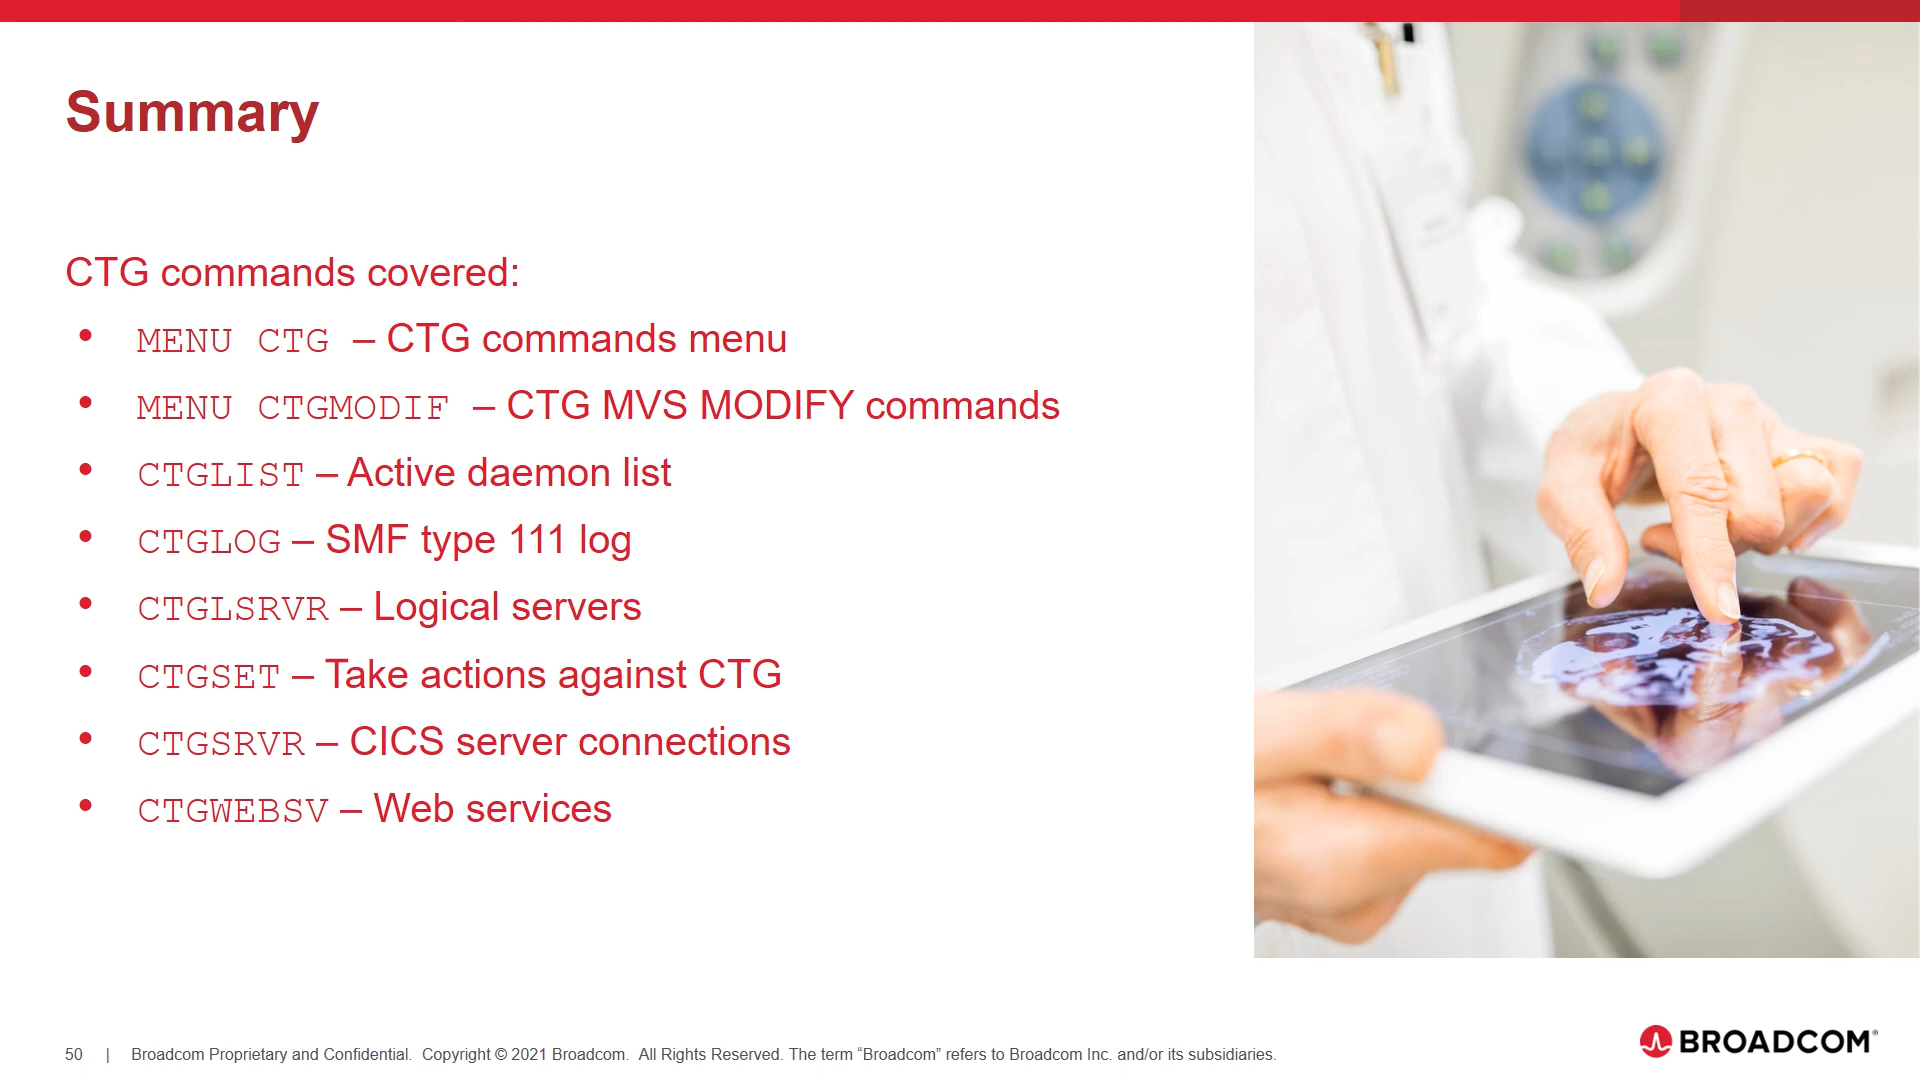 Summary
CTG commands covered:
• MENU CTG – CTG commands menu
• MENU CTGMODIF – CTG MVS MODIFY commands
• CTGLIST – Active daemon list
• CTGLOG – SMF type 111 log
• CTGLSRVR – Logical servers
• CTGSET – Take actions against CTG
• CTGSRVR – CICS server connections
• CTGWEBSV – Web services
50 | Broadcom Proprietary and Confidential. Copyright © 2021 Broadcom. All Rights Reserved. The term “Broadcom” refers to Broadcom Inc. and/or its subsidiaries.
BROADCOM®